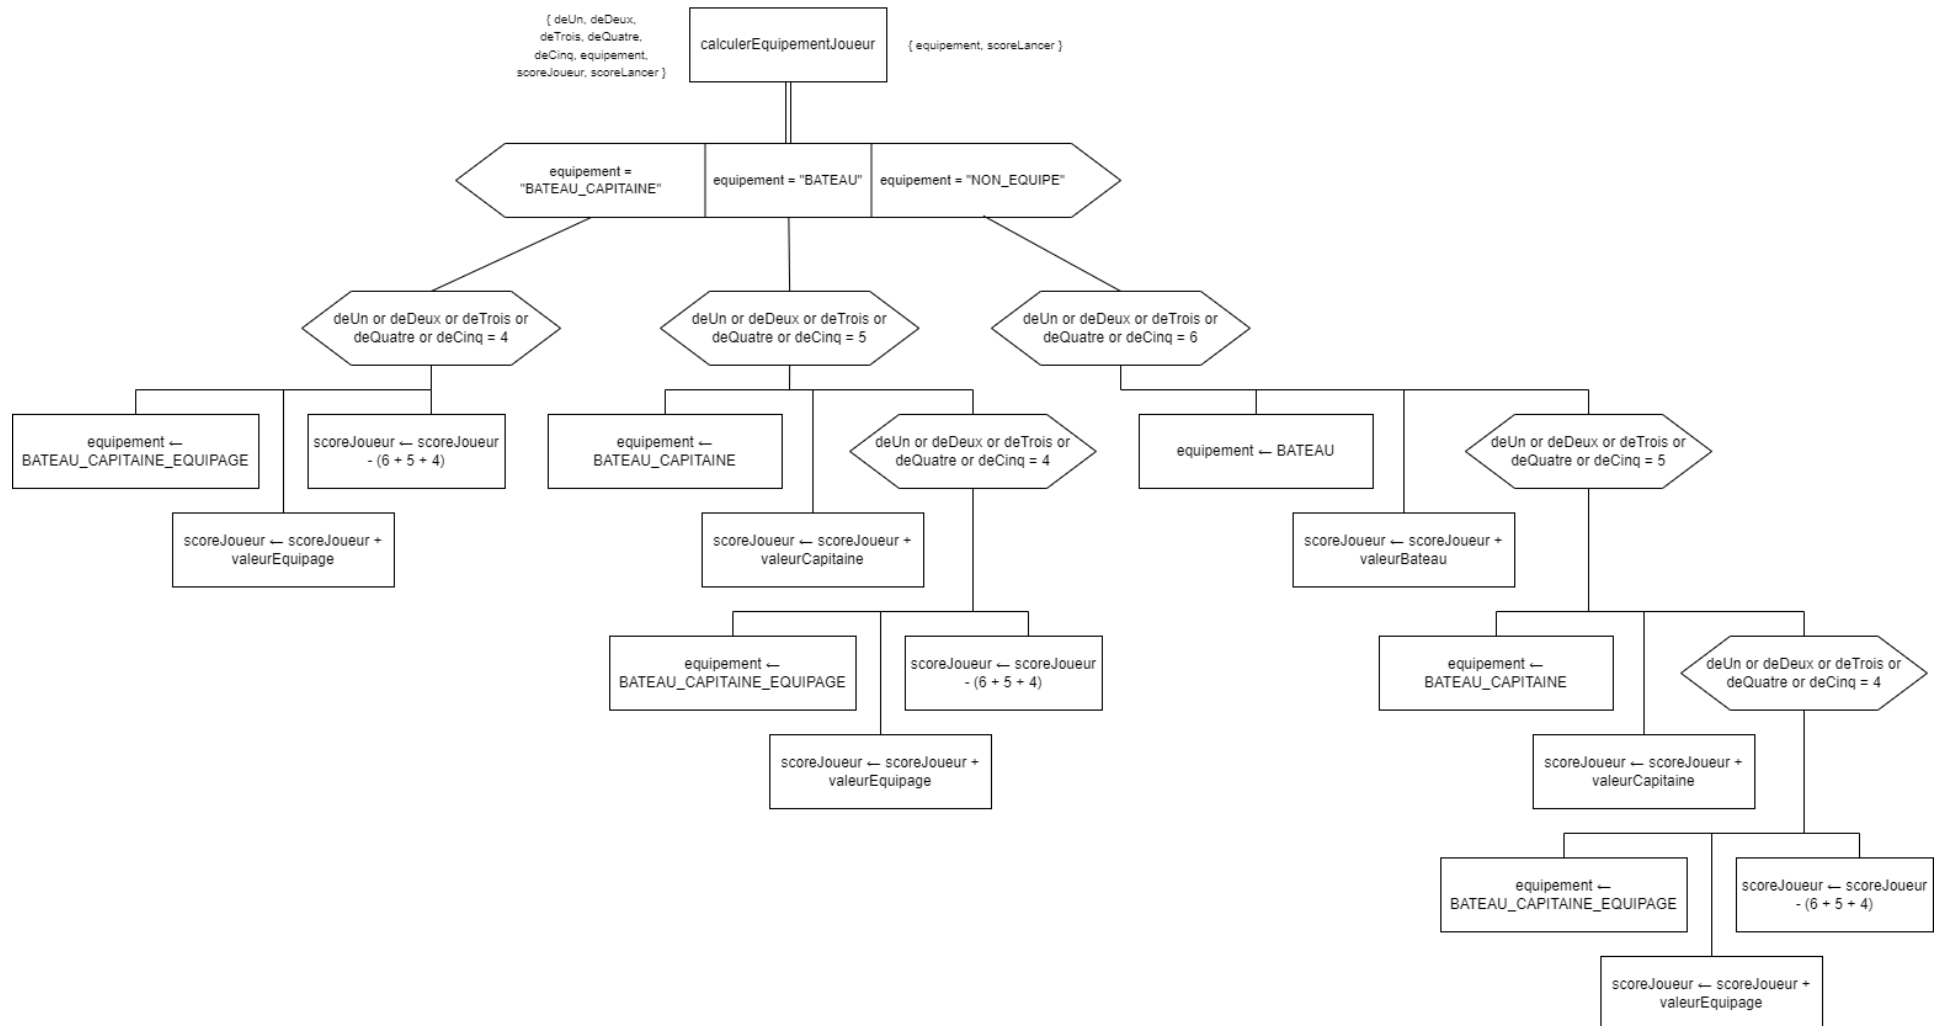 { deUn, deDeux,
deTrois, deQuatre,
deCinq, equipement,
scoreJoueur, scoreLancer }
calculerEquipementJoueur
{ equipement, scoreLancer }
equipement =
"BATEAU_CAPITAINE"
equipement = "BATEAU"
equipement = "NON_EQUIPE"
deUn or deDeux or deTrois or
deQuatre or deCinq = 4
deUn or deDeux or deTrois or
deQuatre or deCinq = 5
deUn or deDeux or deTrois or
deQuatre or deCinq = 6
equipement ←
BATEAU_CAPITAINE_EQUIPAGE
scoreJoueur ← scoreJoueur
- (6 + 5 + 4)
equipement ←
BATEAU_CAPITAINE
deUn or deDeux or deTrois or
deQuatre or deCinq = 4
equipement ← BATEAU
deUn or deDeux or deTrois or
deQuatre or deCinq = 5
scoreJoueur ← scoreJoueur +
valeurEquipage
scoreJoueur ← scoreJoueur +
valeurCapitaine
scoreJoueur ← scoreJoueur +
valeurBateau
equipement ←
BATEAU_CAPITAINE_EQUIPAGE
scoreJoueur ← scoreJoueur
- (6 + 5 + 4)
equipement ←
BATEAU_CAPITAINE
deUn or deDeux or deTrois or
deQuatre or deCinq = 4
scoreJoueur ← scoreJoueur +
valeurEquipage
scoreJoueur ← scoreJoueur +
valeurCapitaine
equipement ←
BATEAU_CAPITAINE_EQUIPAGE
scoreJoueur ← scoreJoueur
- (6 + 5 + 4)
scoreJoueur ← scoreJoueur +
valeurEquipage